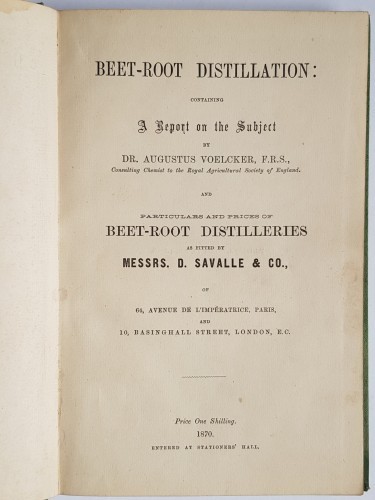 BEET-ROOT DISTILLATION:
CONTAINING
A Report on the Subject
BY
DR. AUGUSTUS VOELCKER, F.R.S.,
Consulting Chemist to the Royal Agricultural Society of England.
AND
PARTICULARS AND PRICES OF
BEET-ROOT DISTILLERIES
AS FITTED BY
MESSRS. D. SAVALLE & CO.,
OF
64, AVENUE DE L'IMPÉRATRICE, PARIS,
AND
10, BASINGHALL STREET, LONDON, E.C.
Price One Shilling.
1870.
ENTERED AT STATIONERS' HALL.